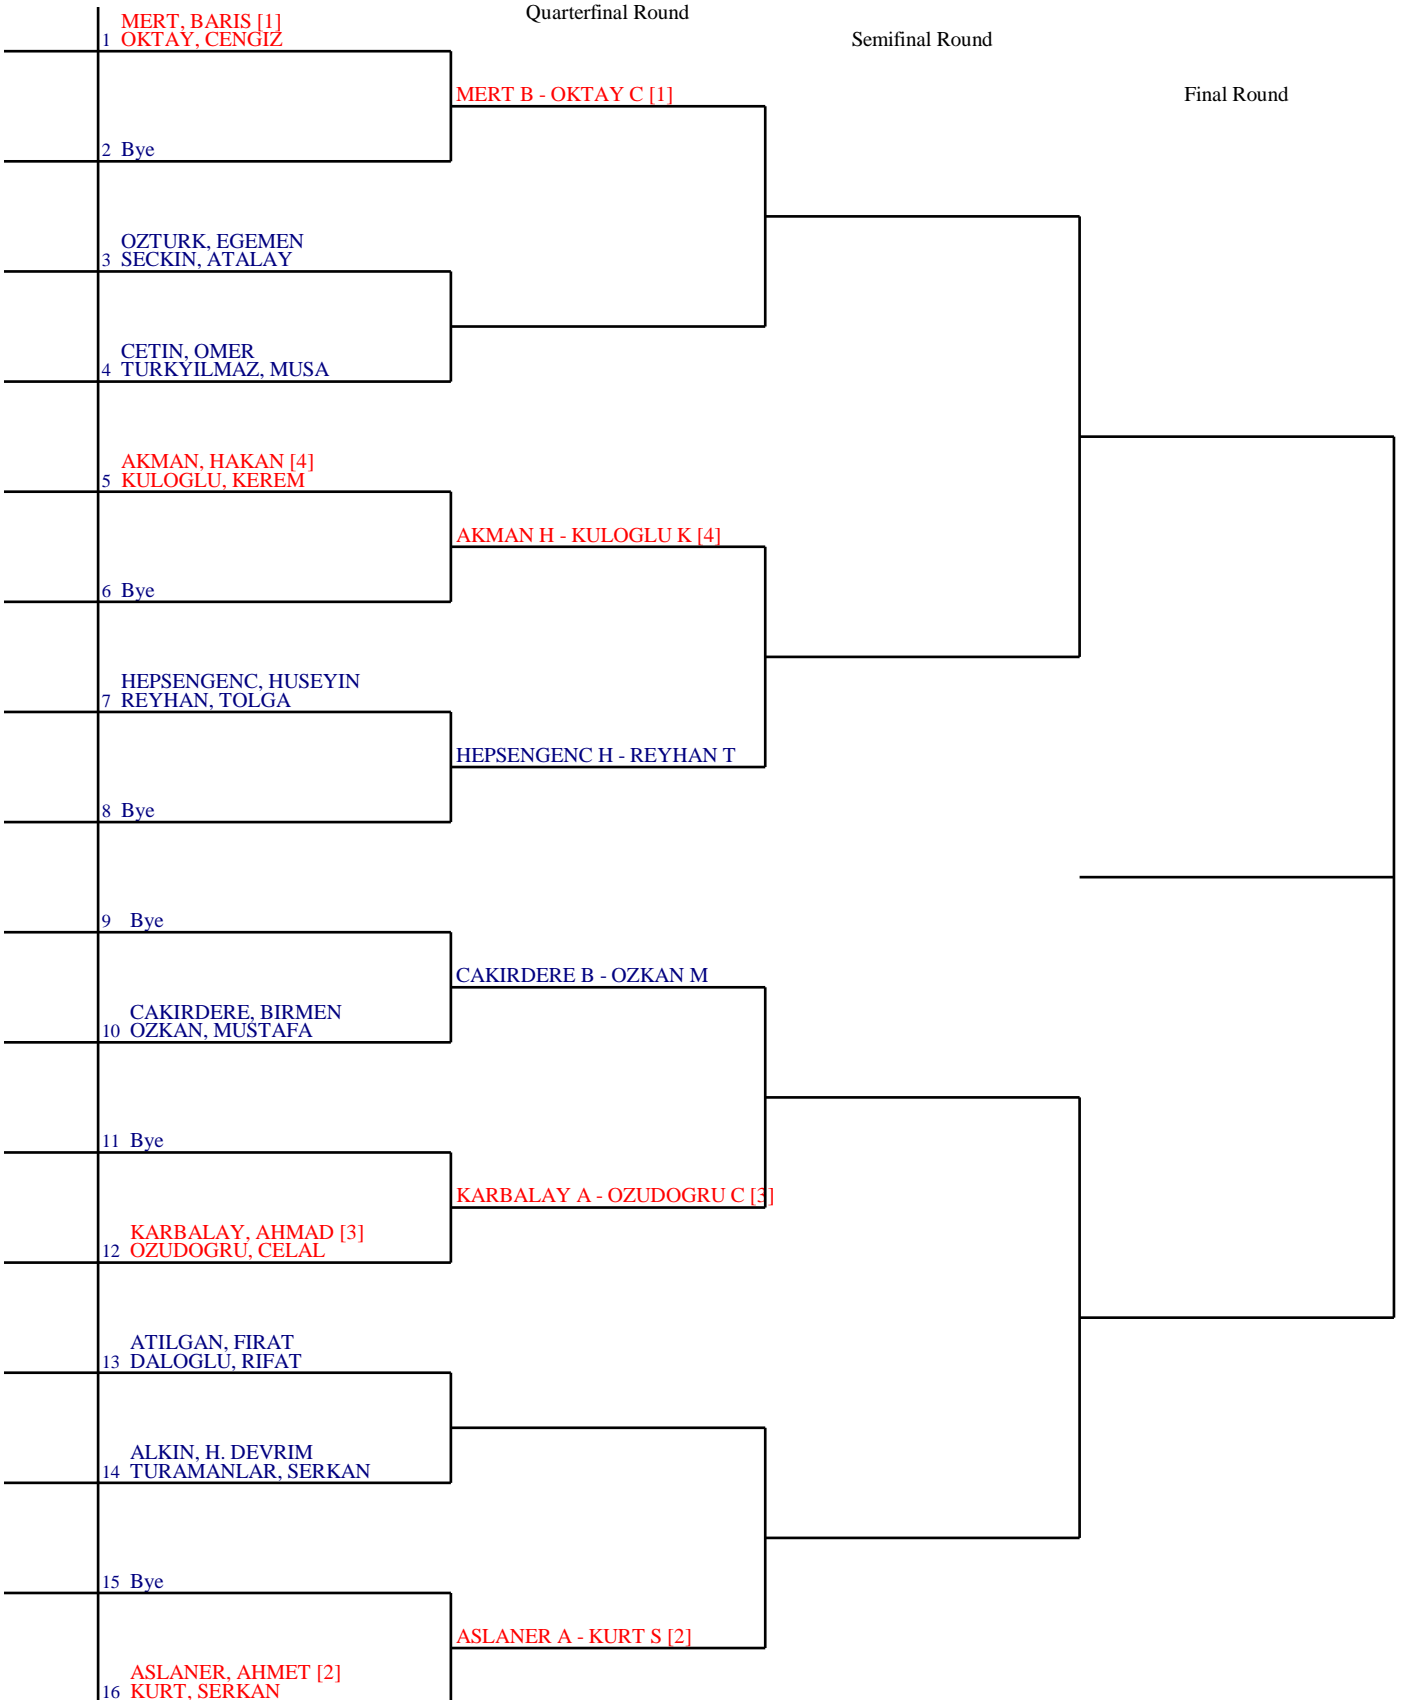 Quarterfinal Round
Semifinal Round
Final Round
MERT, BARIS [1]
1 OKTAY, CENGIZ
MERT B - OKTAY C [1]
2 Bye
OZTURK, EGEMEN
3 SECKIN, ATALAY
CETIN, OMER
4 TURKYILMAZ, MUSA
AKMAN, HAKAN [4]
5 KULOGLU, KEREM
AKMAN H - KULOGLU K [4]
6 Bye
HEPSENGENC, HUSEYIN
7 REYHAN, TOLGA
HEPSENGENC H - REYHAN T
8 Bye
9 Bye
CAKIRDERE B - OZKAN M
CAKIRDERE, BIRMEN
10 OZKAN, MUSTAFA
11 Bye
KARBALAY A - OZUDOGRU C [3]
KARBALAY, AHMAD [3]
12 OZUDOGRU, CELAL
ATILGAN, FIRAT
13 DALOGLU, RIFAT
ALKIN, H. DEVRIM
14 TURAMANLAR, SERKAN
15 Bye
ASLANER A - KURT S [2]
ASLANER, AHMET [2]
16 KURT, SERKAN